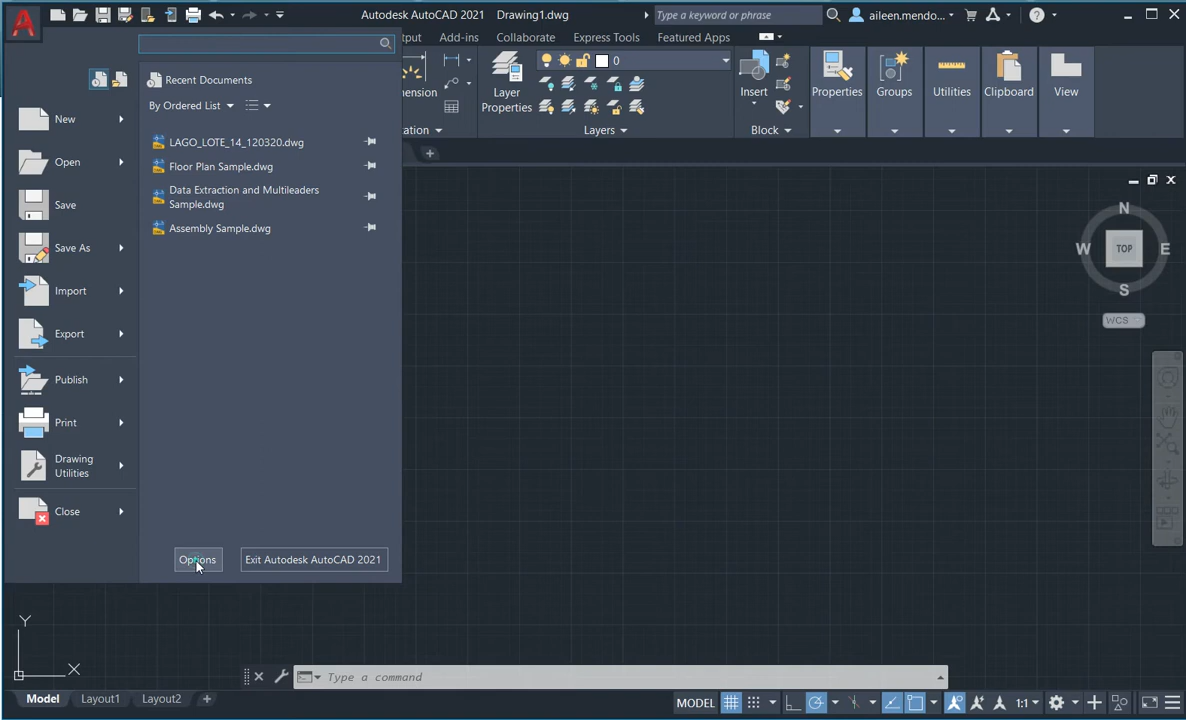 Autodesk AutoCAD 2021 Drawing1.dwg
Type a keyword or phrase
aileen.mendo...
Add-ins Collaborate Express Tools Featured Apps
Recent Documents
By Ordered List
LAGO_LOTE_14_120320.dwg
Floor Plan Sample.dwg
Data Extraction and Multileaders
Sample.dwg
Assembly Sample.dwg
New
Open
Save
Save As
Import
Export
Publish
Print
Drawing
Utilities
Close
Options
Exit Autodesk AutoCAD 2021
Layer
Properties
0
Layers
Insert
Block
Properties
Groups
Utilities
Clipboard
View
N
W TOP E
S
WCS
Y
X
Type a command
Model Layout1 Layout2
MODEL
1:1